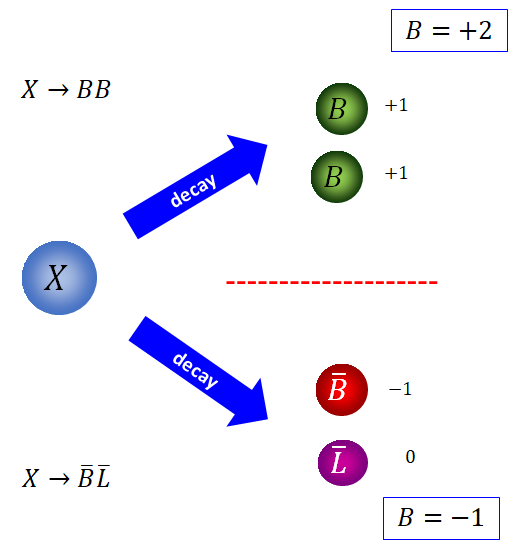 B = +2
X → BB
B +1
decay
B +1
X
decay
B̄ −1
L̄ 0
X → B̄L̄
B = −1